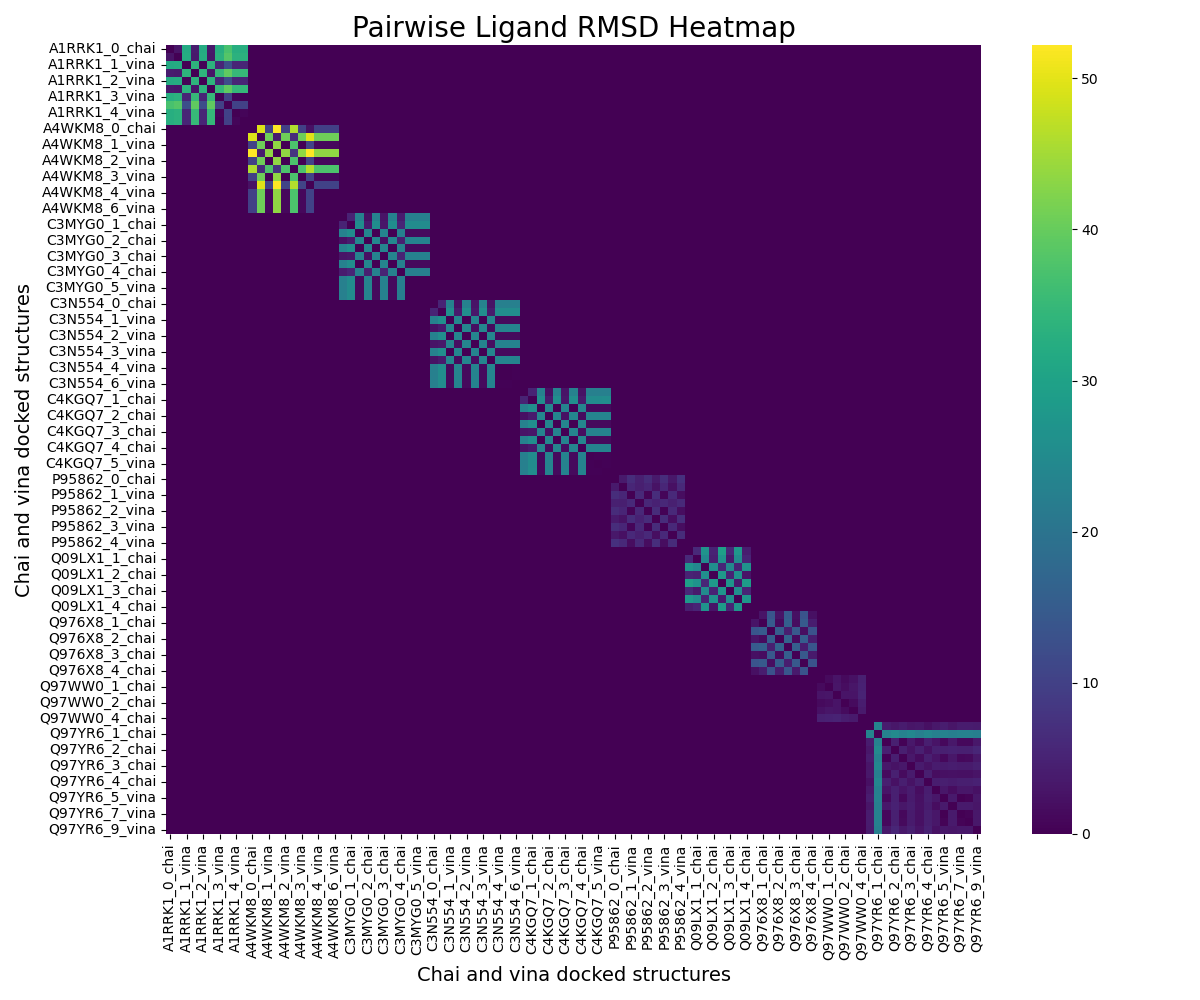 Pairwise Ligand RMSD Heatmap
Chai and vina docked structures
A1RRK1_0_chai
A1RRK1_1_vina
A1RRK1_2_vina
A1RRK1_3_vina
A1RRK1_4_vina
A4WKM8_0_chai
A4WKM8_1_vina
A4WKM8_2_vina
A4WKM8_3_vina
A4WKM8_4_vina
A4WKM8_6_vina
C3MYG0_1_chai
C3MYG0_2_chai
C3MYG0_3_chai
C3MYG0_4_chai
C3MYG0_5_vina
C3N554_0_chai
C3N554_1_vina
C3N554_2_vina
C3N554_3_vina
C3N554_4_vina
C3N554_6_vina
C4KGQ7_1_chai
C4KGQ7_2_chai
C4KGQ7_3_chai
C4KGQ7_4_chai
C4KGQ7_5_vina
P95862_0_chai
P95862_1_vina
P95862_2_vina
P95862_3_vina
P95862_4_vina
Q09LX1_1_chai
Q09LX1_2_chai
Q09LX1_3_chai
Q09LX1_4_chai
Q976X8_1_chai
Q976X8_2_chai
Q976X8_3_chai
Q976X8_4_chai
Q97WW0_1_chai
Q97WW0_2_chai
Q97WW0_4_chai
Q97YR6_1_chai
Q97YR6_2_chai
Q97YR6_3_chai
Q97YR6_4_chai
Q97YR6_5_vina
Q97YR6_7_vina
Q97YR6_9_vina
50
40
30
20
10
0
A1RRK1_0_chai
A1RRK1_1_vina
A1RRK1_2_vina
A1RRK1_3_vina
A1RRK1_4_vina
A4WKM8_0_chai
A4WKM8_1_vina
A4WKM8_2_vina
A4WKM8_3_vina
A4WKM8_4_vina
A4WKM8_6_vina
C3MYG0_1_chai
C3MYG0_2_chai
C3MYG0_3_chai
C3MYG0_4_chai
C3MYG0_5_vina
C3N554_0_chai
C3N554_1_vina
C3N554_2_vina
C3N554_3_vina
C3N554_4_vina
C3N554_6_vina
C4KGQ7_1_chai
C4KGQ7_2_chai
C4KGQ7_3_chai
C4KGQ7_4_chai
C4KGQ7_5_vina
P95862_0_chai
P95862_1_vina
P95862_2_vina
P95862_3_vina
P95862_4_vina
Q09LX1_1_chai
Q09LX1_2_chai
Q09LX1_3_chai
Q09LX1_4_chai
Q976X8_1_chai
Q976X8_2_chai
Q976X8_3_chai
Q976X8_4_chai
Q97WW0_1_chai
Q97WW0_2_chai
Q97WW0_4_chai
Q97YR6_1_chai
Q97YR6_2_chai
Q97YR6_3_chai
Q97YR6_4_chai
Q97YR6_5_vina
Q97YR6_7_vina
Q97YR6_9_vina
Chai and vina docked structures